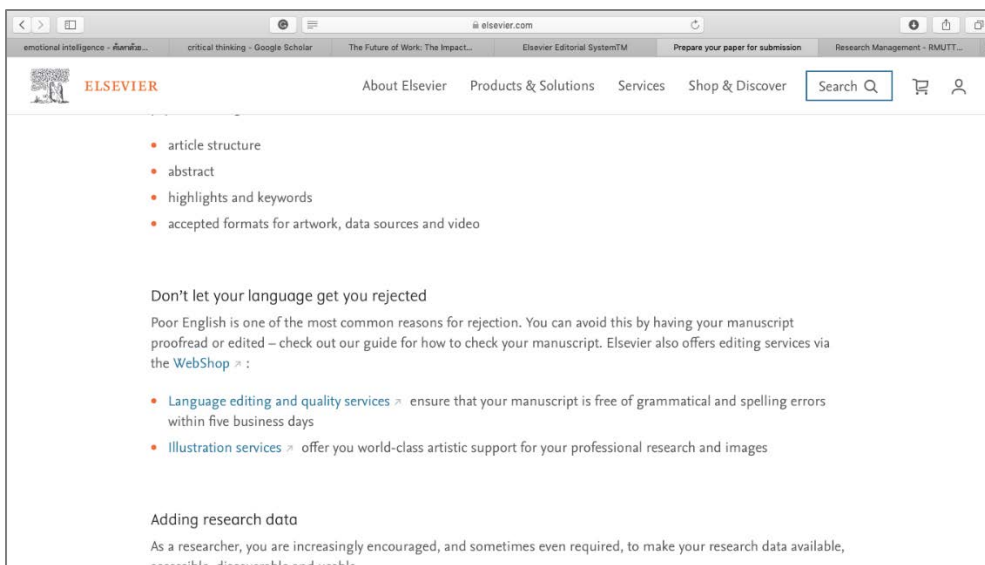 elsevier.com
emotional intelligence - ค้นหาด้วย...
critical thinking - Google Scholar
The Future of Work: The Impact...
Elsevier Editorial SystemTM
Prepare your paper for submission
Research Management - RMUTT...
ELSEVIER
About Elsevier
Products & Solutions
Services
Shop & Discover
Search
• article structure
• abstract
• highlights and keywords
• accepted formats for artwork, data sources and video
Don't let your language get you rejected
Poor English is one of the most common reasons for rejection. You can avoid this by having your manuscript
proofread or edited – check out our guide for how to check your manuscript. Elsevier also offers editing services via
the WebShop ↗ :
• Language editing and quality services ↗ ensure that your manuscript is free of grammatical and spelling errors
within five business days
• Illustration services ↗ offer you world-class artistic support for your professional research and images
Adding research data
As a researcher, you are increasingly encouraged, and sometimes even required, to make your research data available,